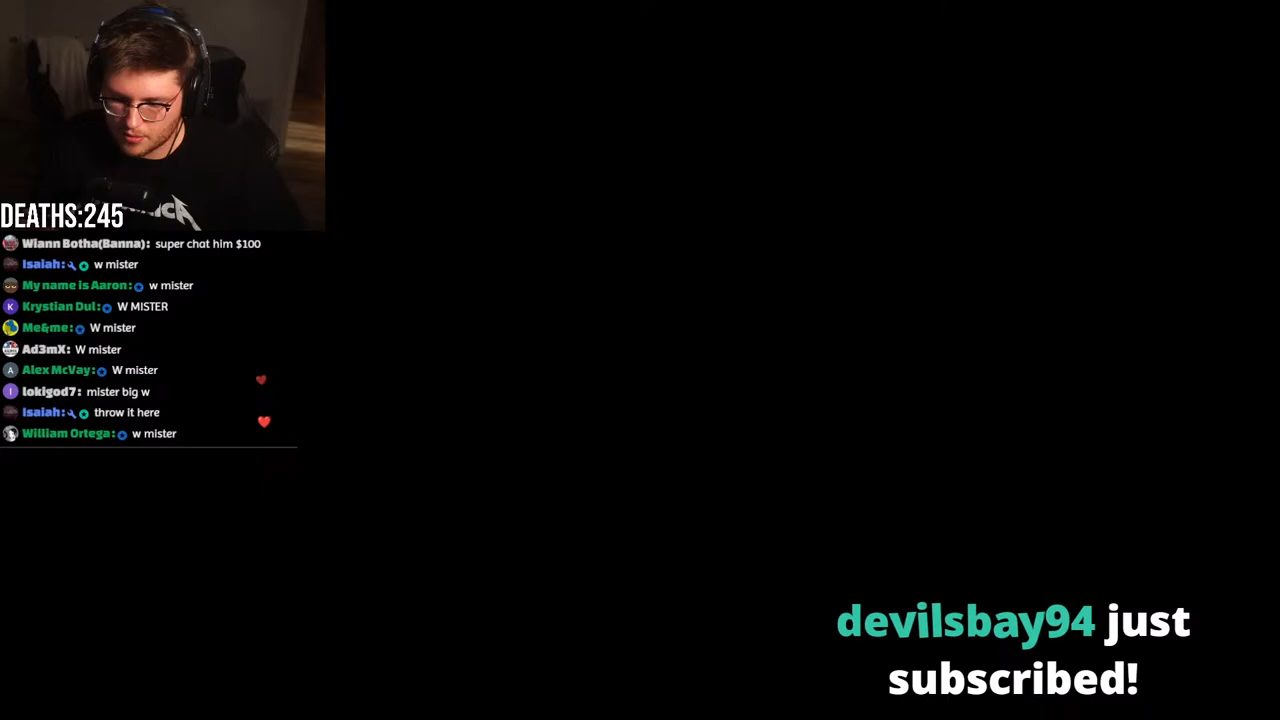 DEATHS:245
Wiann Botha(Banna): super chat him $100
Isaiah: w mister
My name is Aaron: w mister
K Krystian Dul: W MISTER
Me&me: W mister
Ad3mX: W mister
A Alex McVay: W mister
l lokigod7: mister big w
Isaiah: throw it here
William Ortega: w mister
devilsbay94 just
subscribed!